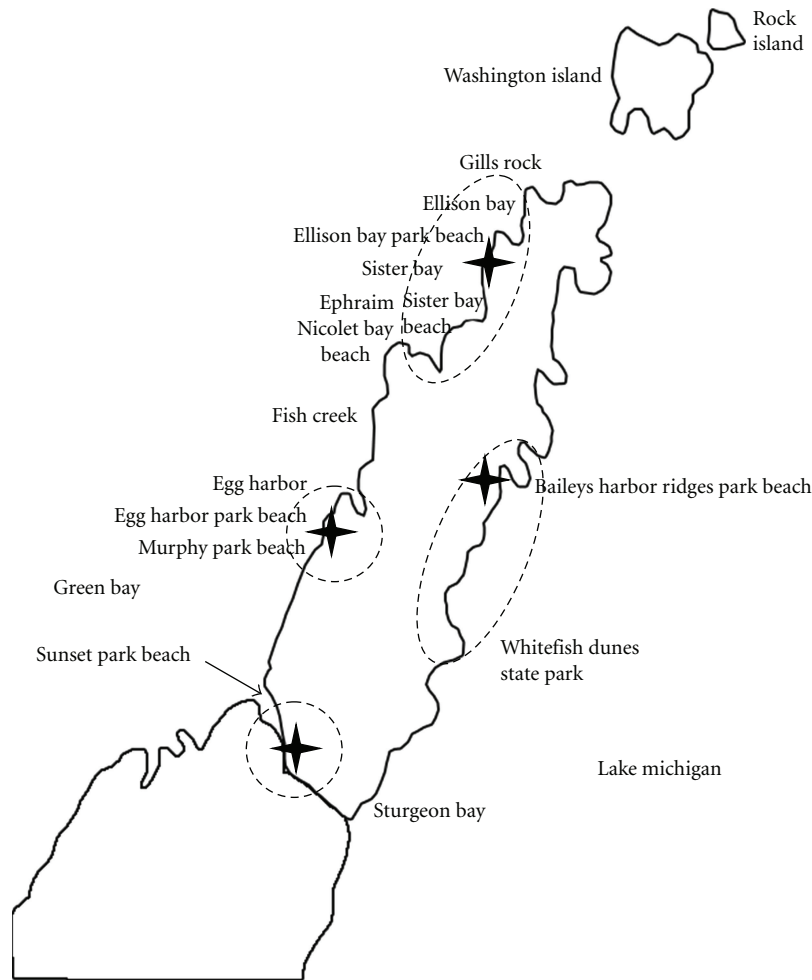 Rock
island
Washington island
Gills rock
Ellison bay
Ellison bay park beach
Sister bay
Ephraim
Sister bay
beach
Nicolet bay
beach
Fish creek
Egg harbor
Egg harbor park beach
Baileys harbor ridges park beach
Murphy park beach
Green bay
Sunset park beach
Whitefish dunes
state park
Lake michigan
Sturgeon bay